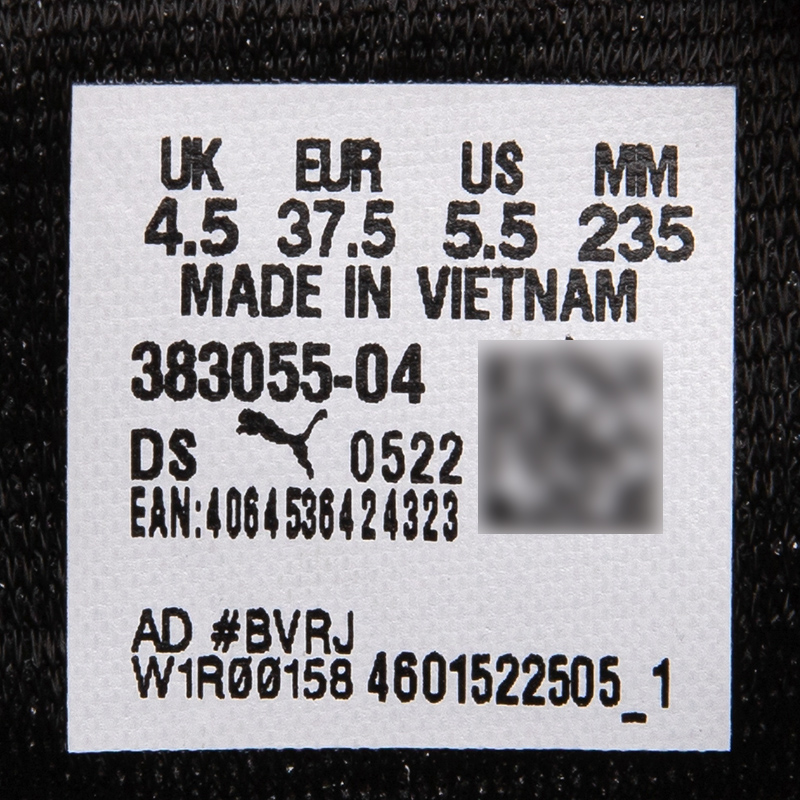 UK EUR US MM
4.5 37.5 5.5 235
MADE IN VIETNAM
383055-04
DS 0522
EAN:4064536424323
AD #BVRJ
W1R00158 4601522505_1